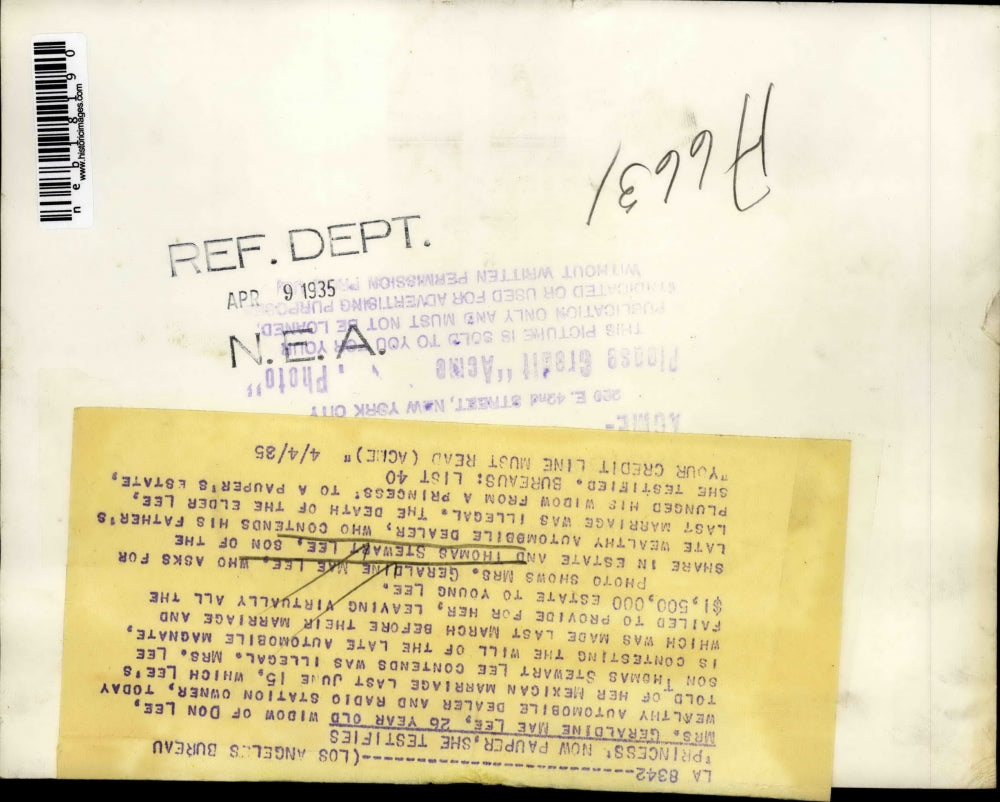 neb18190
www.historicimages.com
A6631
REF. DEPT.
APR 9 1935
N.E.A.
ACME-
220 E. 42nd STREET, NEW YORK CITY
Please Credit "Acme Photo"
THIS PICTURE IS SOLD TO YOU FOR YOUR
PUBLICATION ONLY AND MUST NOT BE LOANED,
SYNDICATED OR USED FOR ADVERTISING PURPOSES
WITHOUT WRITTEN PERMISSION
LA 8342----------------------------(LOS ANGELES BUREAU
'PRINCESS' NOW PAUPER, SHE TESTIFIES
MRS. GERALDINE MAE LEE, 26 YEAR OLD WIDOW OF DON LEE,
WEALTHY AUTOMOBILE DEALER AND RADIO STATION OWNER, TODAY
TOLD OF HER MEXICAN MARRIAGE LAST JUNE 15, WHICH LEE'S
SON THOMAS STEWART LEE CONTENDS WAS ILLEGAL. MRS. LEE
IS CONTESTING THE WILL OF THE LATE AUTOMOBILE MAGNATE,
WHICH WAS MADE LAST MARCH BEFORE THEIR MARRIAGE AND
FAILED TO PROVIDE FOR HER, LEAVING VIRTUALLY ALL THE
$1,500,000 ESTATE TO YOUNG LEE.
PHOTO SHOWS MRS. GERALDINE MAE LEE, WHO ASKS FOR
SHARE IN ESTATE AND THOMAS STEWART LEE, SON OF THE
LATE WEALTHY AUTOMOBILE DEALER, WHO CONTENDS HIS FATHER'S
LAST MARRIAGE WAS ILLEGAL. THE DEATH OF THE ELDER LEE
PLUNGED HIS WIDOW FROM A PRINCESS' TO A PAUPER'S ESTATE,
SHE TESTIFIED. BUREAUS: LIST 40
"YOUR CREDIT LINE MUST READ (ACME)" 4/4/35